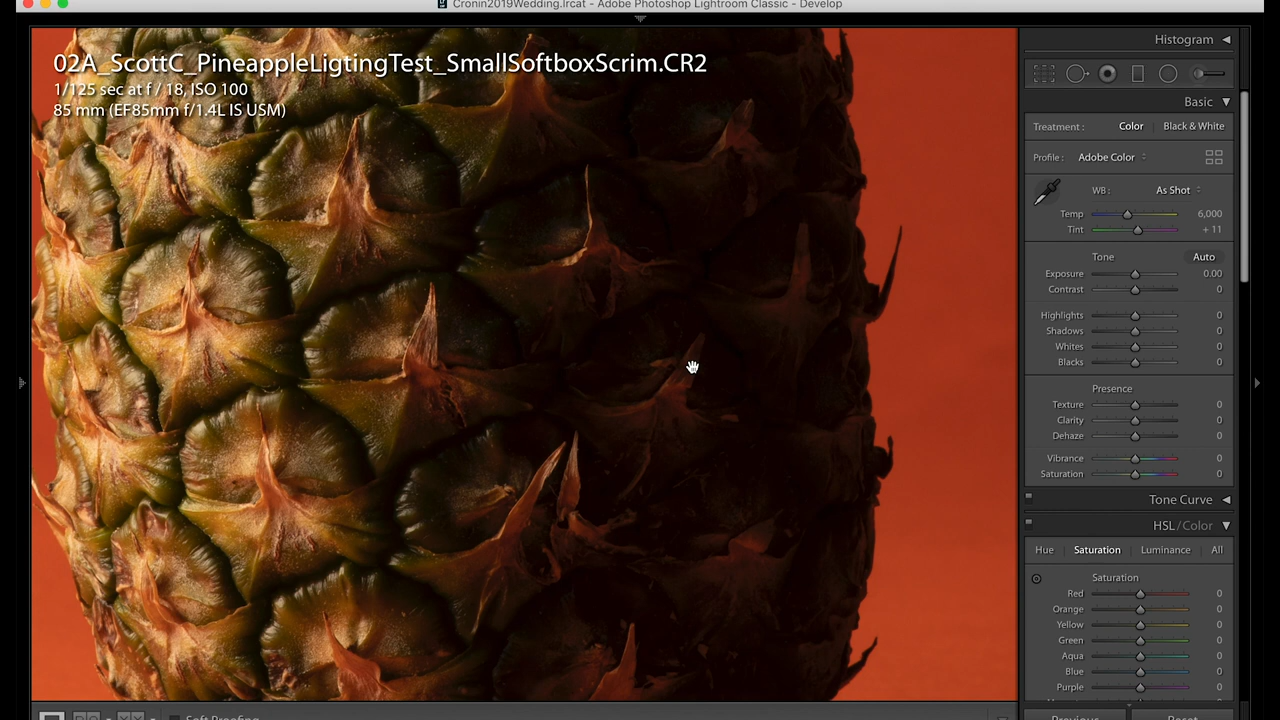 Cronin2019Wedding.lrcat - Adobe Photoshop Lightroom Classic - Develop
02A_ScottC_PineappleLigtingTest_SmallSoftboxScrim.CR2
1/125 sec at f / 18, ISO 100
85 mm (EF85mm f/1.4L IS USM)
Histogram
Basic
Treatment : Color Black & White
Profile : Adobe Color
WB : As Shot
Temp 6,000
Tint + 11
Tone Auto
Exposure 0.00
Contrast 0
Highlights 0
Shadows 0
Whites 0
Blacks 0
Presence
Texture 0
Clarity 0
Dehaze 0
Vibrance 0
Saturation 0
Tone Curve
HSL / Color
Hue Saturation Luminance All
Saturation
Red 0
Orange 0
Yellow 0
Green 0
Aqua 0
Blue 0
Purple 0
Soft Proofing
Previous Reset